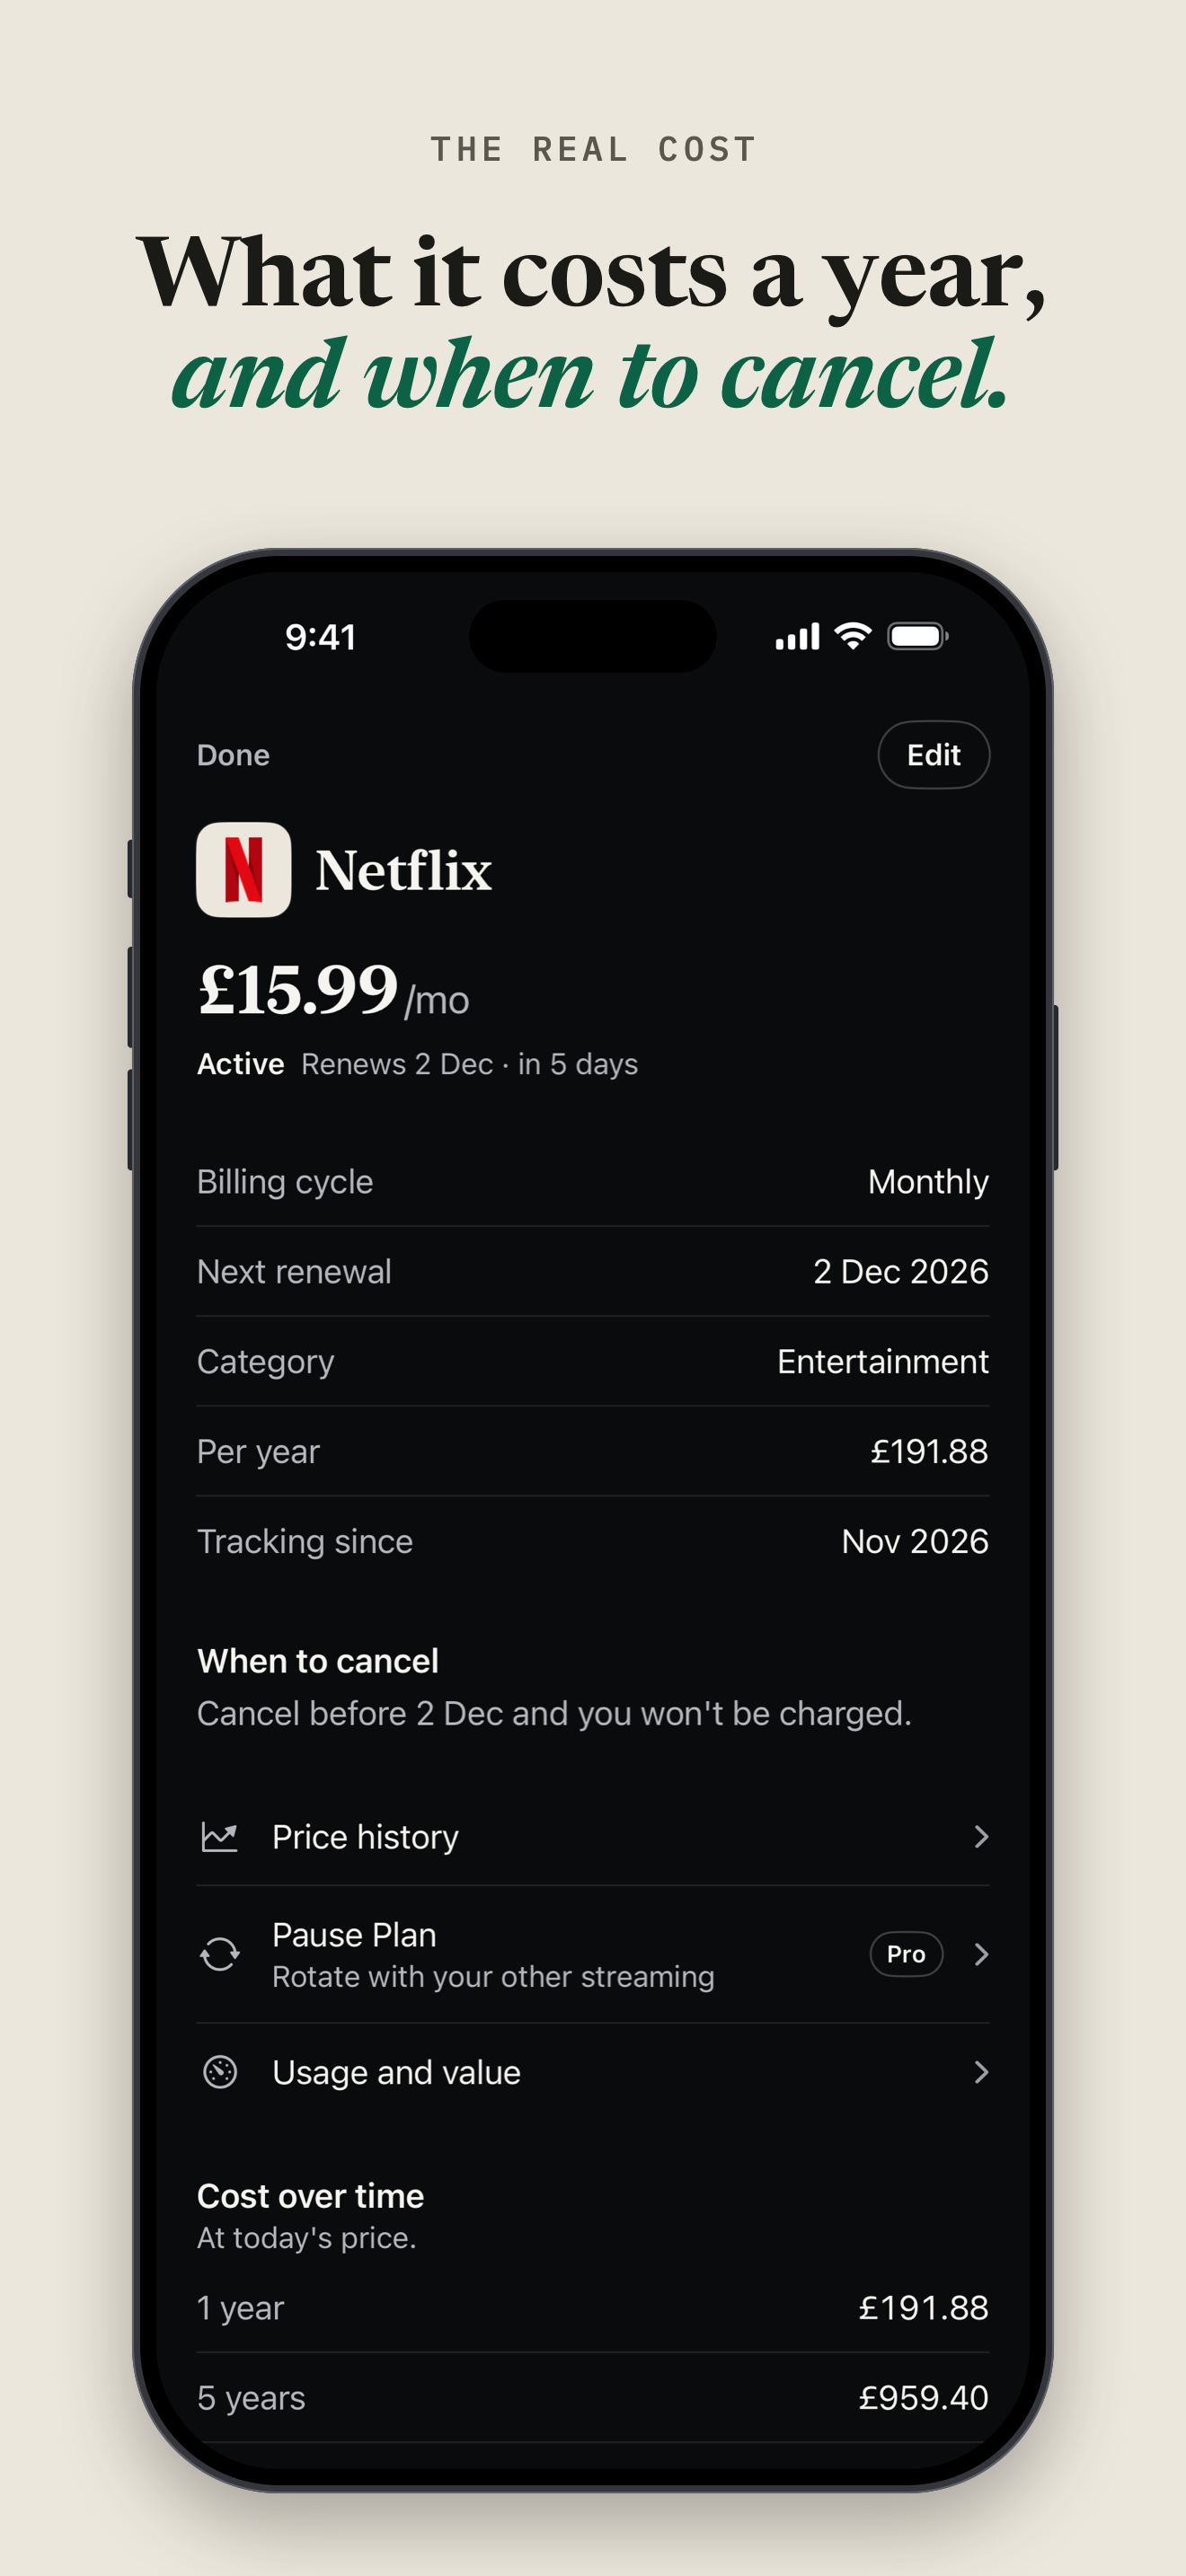 THE REAL COST
What it costs a year,
and when to cancel.
9:41
Done
Edit
N
Netflix
£15.99/mo
Active Renews 2 Dec · in 5 days
Billing cycle Monthly
Next renewal 2 Dec 2026
Category Entertainment
Per year £191.88
Tracking since Nov 2026
When to cancel
Cancel before 2 Dec and you won't be charged.
Price history
Pause Plan
Rotate with your other streaming
Pro
Usage and value
Cost over time
At today's price.
1 year £191.88
5 years £959.40